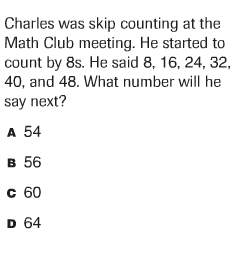 Charles was skip counting at the
Math Club meeting. He started to
count by 8s. He said 8, 16, 24, 32,
40, and 48. What number will he
say next?
A 54
B 56
C 60
D 64